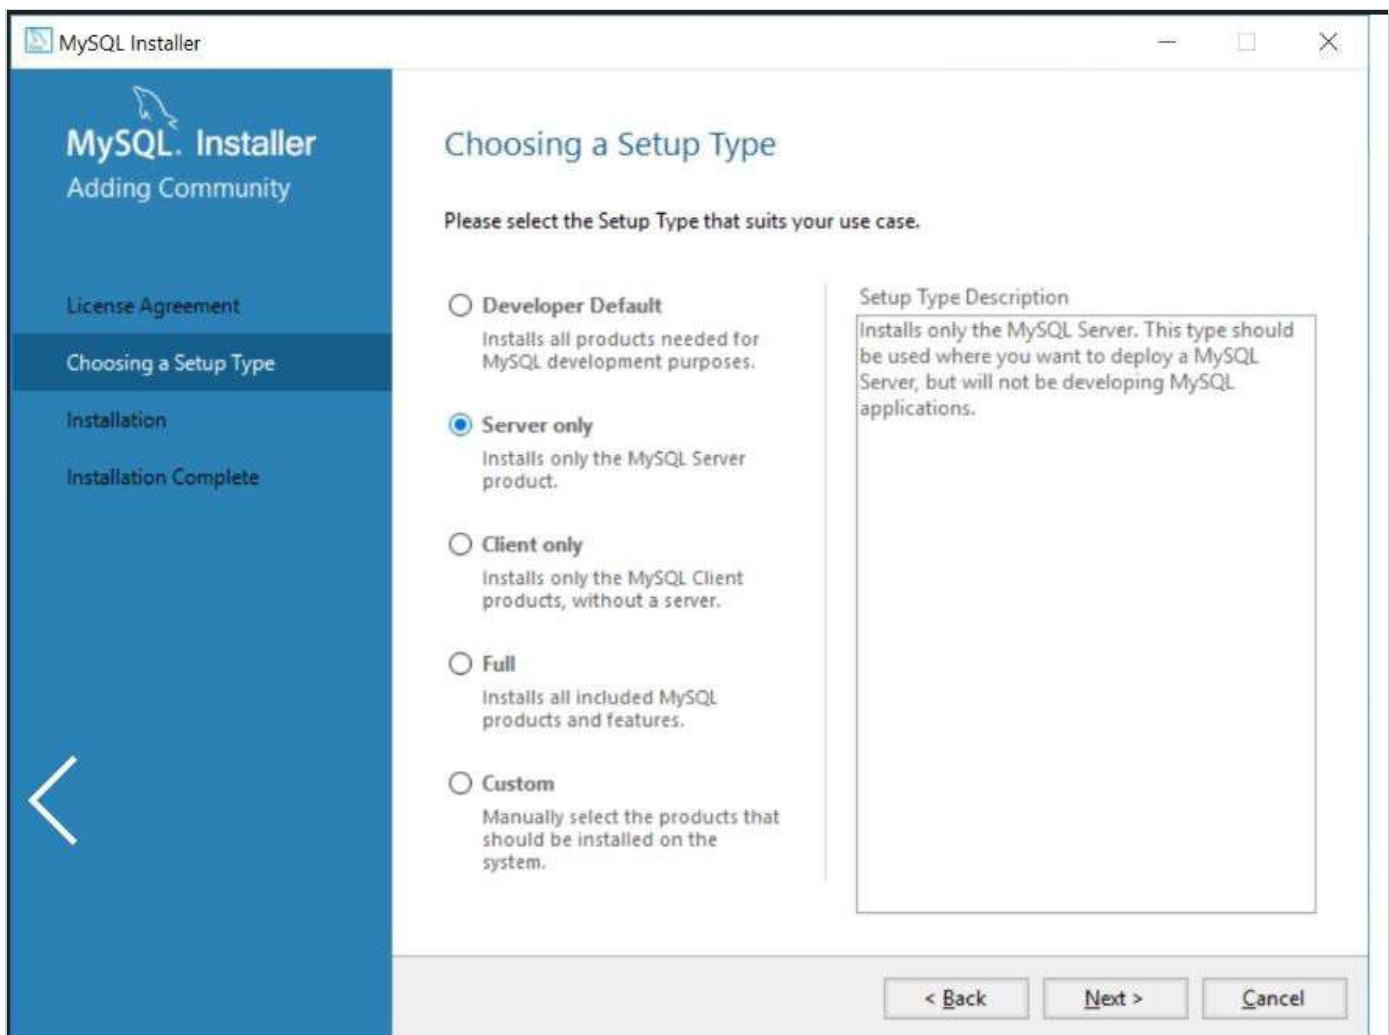 MySQL Installer
MySQL. Installer
Adding Community
License Agreement
Choosing a Setup Type
Installation
Installation Complete
Choosing a Setup Type
Please select the Setup Type that suits your use case.
Developer Default
Installs all products needed for
MySQL development purposes.
Server only
Installs only the MySQL Server
product.
Client only
Installs only the MySQL Client
products, without a server.
Full
Installs all included MySQL
products and features.
Custom
Manually select the products that
should be installed on the
system.
Setup Type Description
Installs only the MySQL Server. This type should
be used where you want to deploy a MySQL
Server, but will not be developing MySQL
applications.
< Back
Next >
Cancel